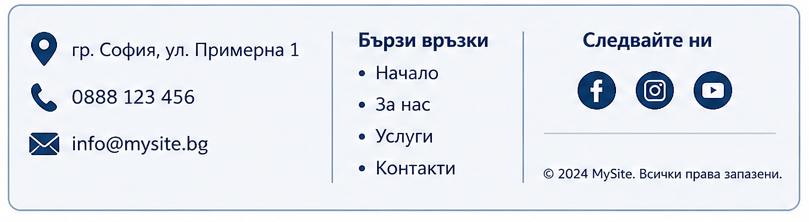 гр. София, ул. Примерна 1
0888 123 456
info@mysite.bg
Бързи връзки
• Начало
• За нас
• Услуги
• Контакти
Следвайте ни
© 2024 MySite. Всички права запазени.